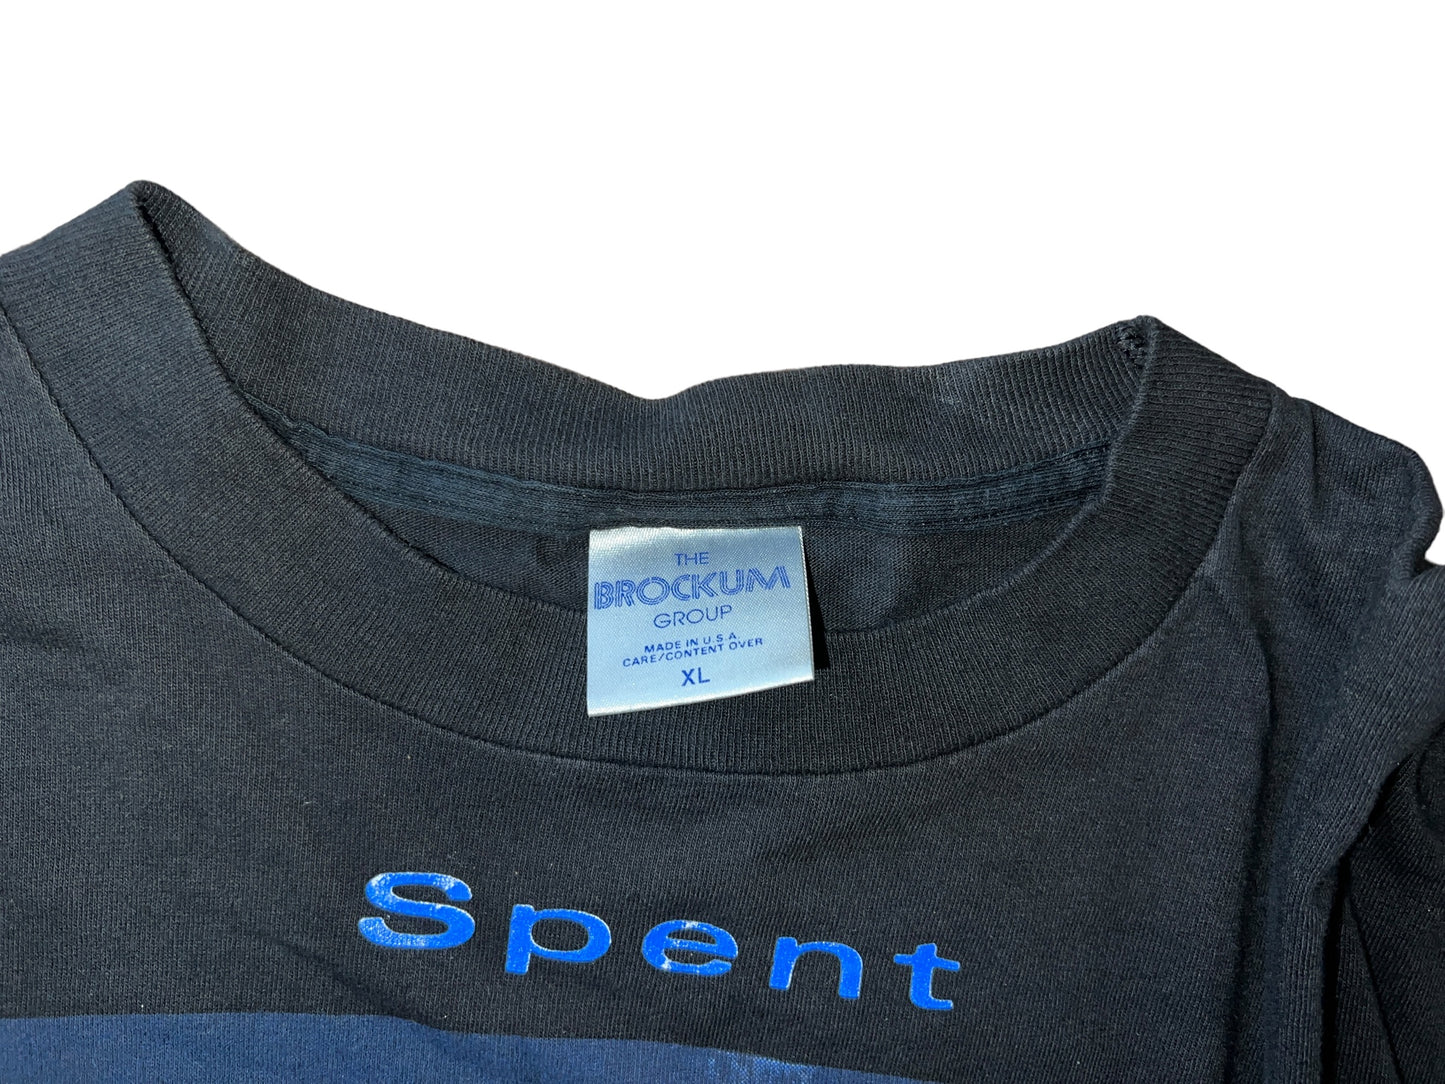 THE
BROCKUM
GROUP
MADE IN U.S.A.
CARE/CONTENT OVER
XL
Spent